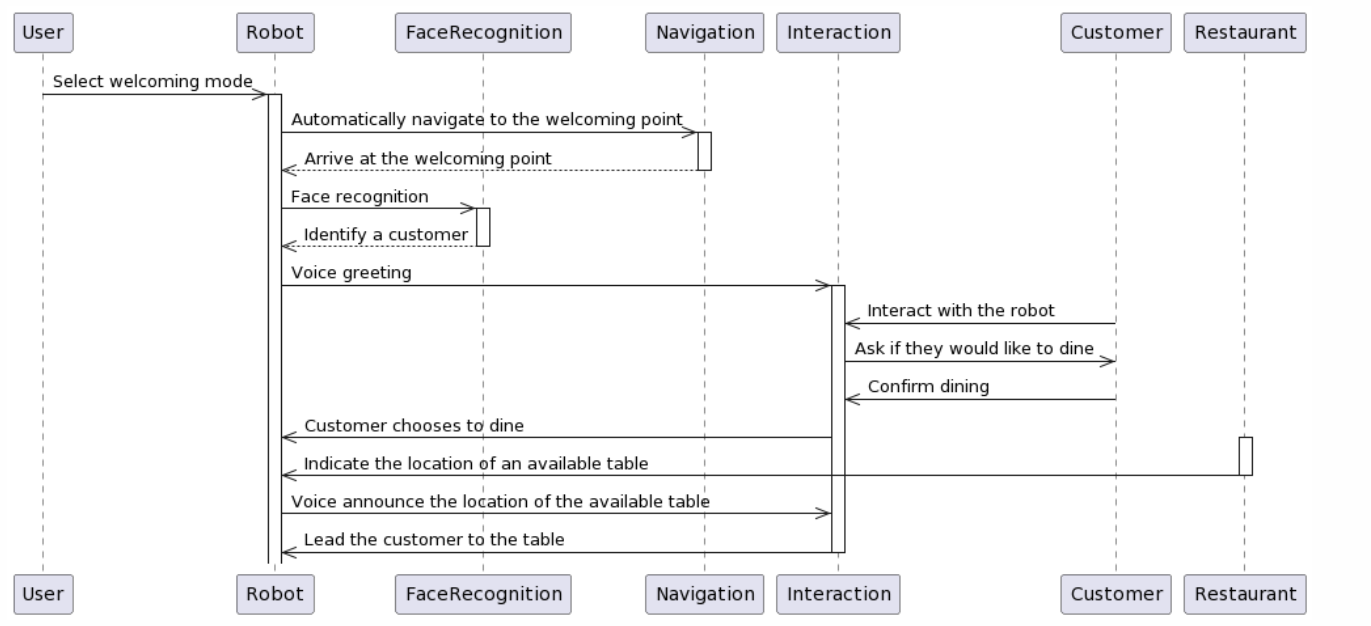 User Robot FaceRecognition Navigation Interaction Customer Restaurant
Select welcoming mode
Automatically navigate to the welcoming point
Arrive at the welcoming point
Face recognition
Identify a customer
Voice greeting
Interact with the robot
Ask if they would like to dine
Confirm dining
Customer chooses to dine
Indicate the location of an available table
Voice announce the location of the available table
Lead the customer to the table
User Robot FaceRecognition Navigation Interaction Customer Restaurant